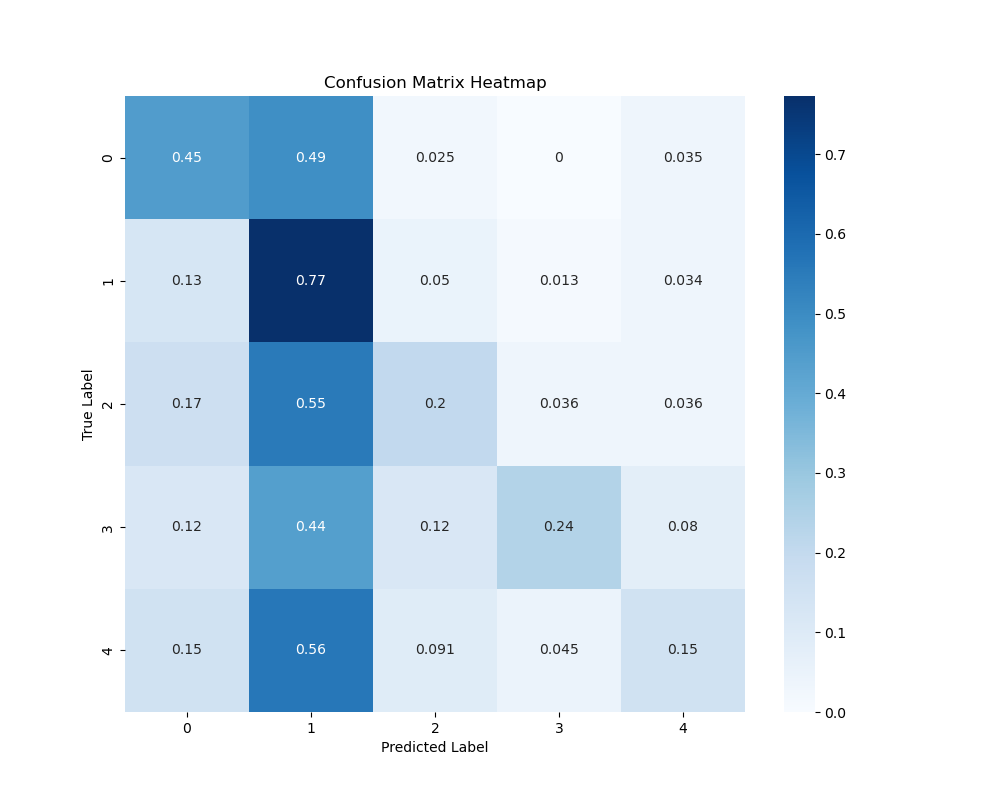 Confusion Matrix Heatmap
0 0.45 0.49 0.025 0 0.035
1 0.13 0.77 0.05 0.013 0.034
2 0.17 0.55 0.2 0.036 0.036
3 0.12 0.44 0.12 0.24 0.08
4 0.15 0.56 0.091 0.045 0.15
0 1 2 3 4
Predicted Label
True Label
0.7
0.6
0.5
0.4
0.3
0.2
0.1
0.0